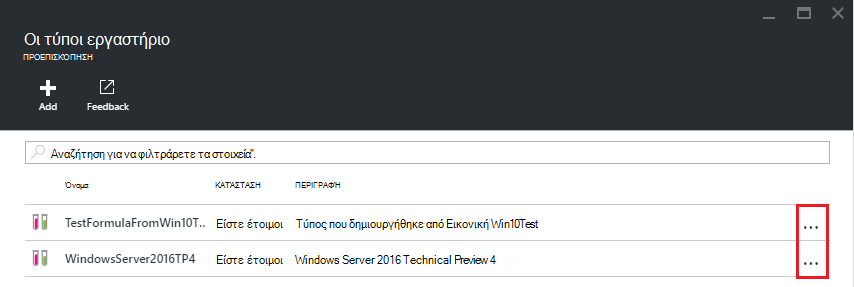 Οι τύποι εργαστήριο
ΠΡΟΕΠΙΣΚΟΠΗΣΗ
Add Feedback
Αναζήτηση για να φιλτράρετε τα στοιχεία".
Όνομα ΚΑΤΑΣΤΑΣΗ ΠΕΡΙΓΡΑΦΉ
TestFormulaFromWin10T.. Είστε έτοιμοι Τύπος που δημιουργήθηκε από Εικονική Win10Test ...
WindowsServer2016TP4 Είστε έτοιμοι Windows Server 2016 Technical Preview 4 ...